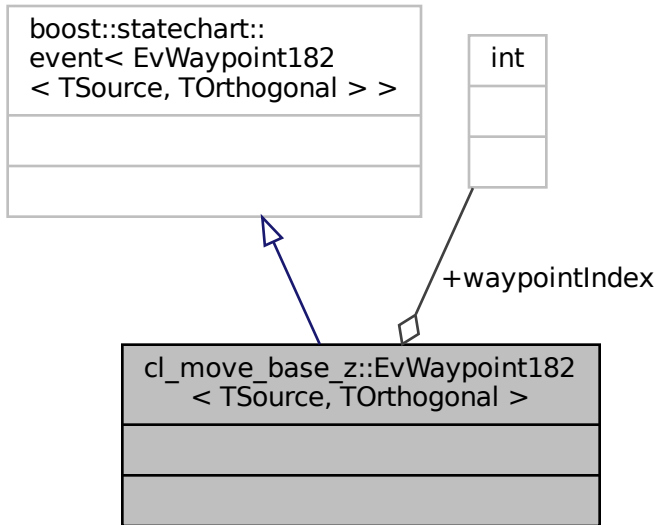 boost::statechart::
event< EvWaypoint182
< TSource, TOrthogonal > >
int
+waypointIndex
cl_move_base_z::EvWaypoint182
< TSource, TOrthogonal >